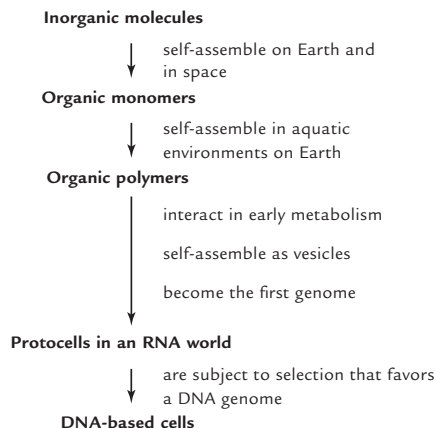 Inorganic molecules
self-assemble on Earth and
in space
Organic monomers
self-assemble in aquatic
environments on Earth
Organic polymers
interact in early metabolism
self-assemble as vesicles
become the first genome
Protocells in an RNA world
are subject to selection that favors
a DNA genome
DNA-based cells